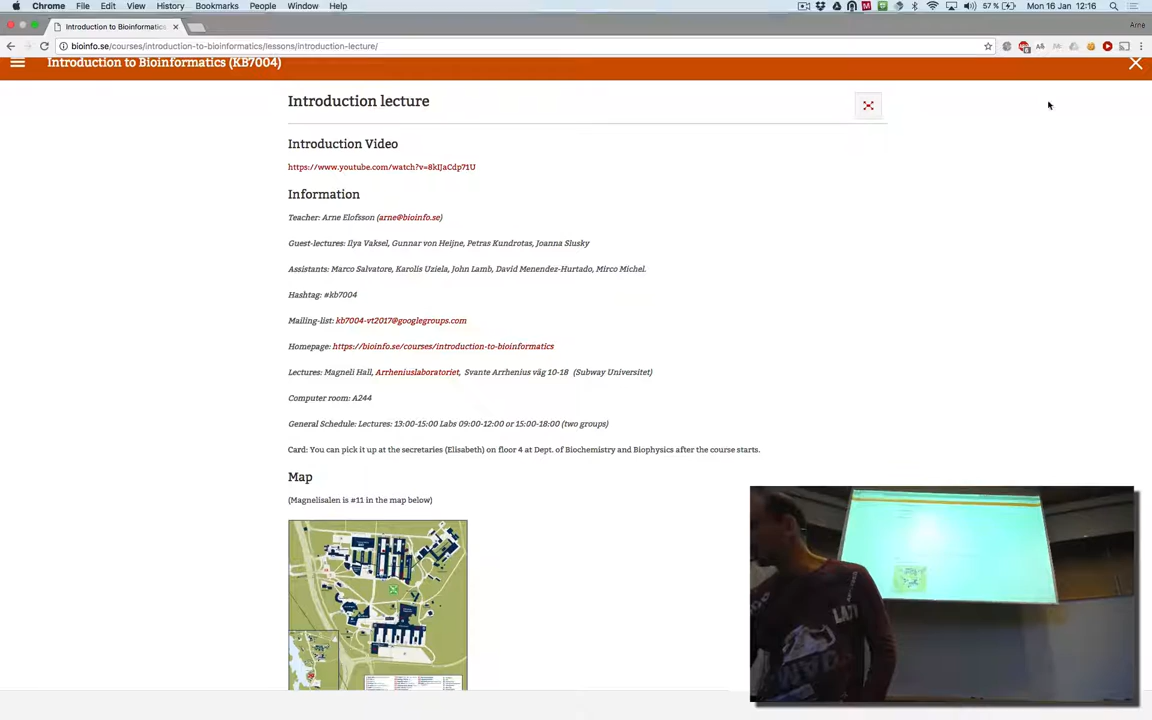 Chrome File Edit View History Bookmarks People Window Help 57 % Mon 16 Jan 12:16
Introduction to Bioinformatics Arne
bioinfo.se/courses/introduction-to-bioinformatics/lessons/introduction-lecture/
Introduction to Bioinformatics (KB7004)
Introduction lecture
Introduction Video
https://www.youtube.com/watch?v=8kIJaCdp71U
Information
Teacher: Arne Elofsson (arne@bioinfo.se)
Guest-lectures: Ilya Vaksel, Gunnar von Heijne, Petras Kundrotas, Joanna Slusky
Assistants: Marco Salvatore, Karolis Uziela, John Lamb, David Menendez-Hurtado, Mirco Michel.
Hashtag: #kb7004
Mailing-list: kb7004-vt2017@googlegroups.com
Homepage: https://bioinfo.se/courses/introduction-to-bioinformatics
Lectures: Magneli Hall, Arrheniuslaboratoriet, Svante Arrhenius väg 10-18 (Subway Universitet)
Computer room: A244
General Schedule: Lectures: 13:00-15:00 Labs 09:00-12:00 or 15:00-18:00 (two groups)
Card: You can pick it up at the secretaries (Elisabeth) on floor 4 at Dept. of Biochemistry and Biophysics after the course starts.
Map
(Magnelisalen is #11 in the map below)